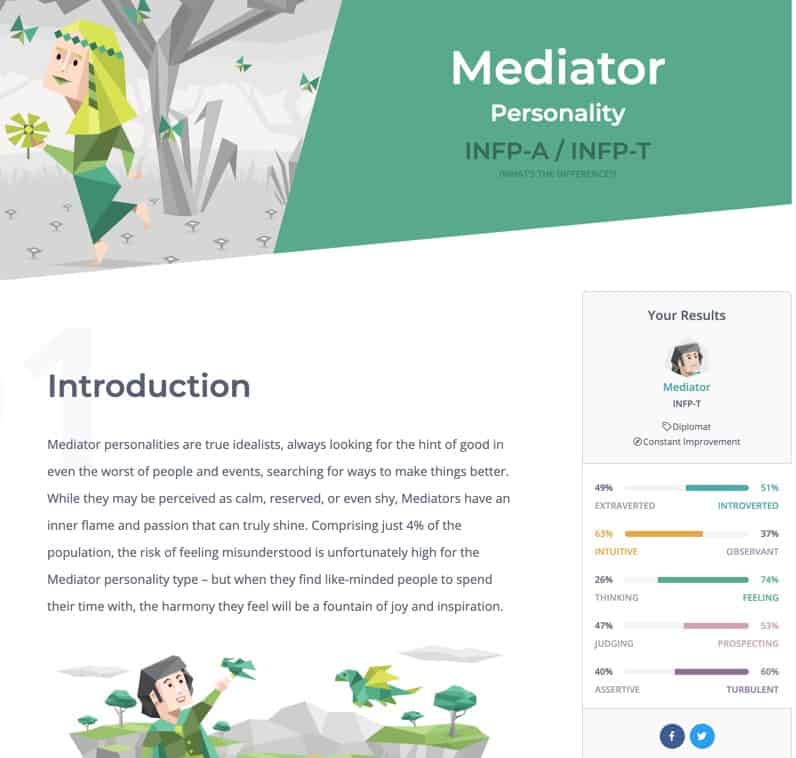 Mediator
Personality
INFP-A / INFP-T
(WHAT'S THE DIFFERENCE?)
01
Introduction
Mediator personalities are true idealists, always looking for the hint of good in
even the worst of people and events, searching for ways to make things better.
While they may be perceived as calm, reserved, or even shy, Mediators have an
inner flame and passion that can truly shine. Comprising just 4% of the
population, the risk of feeling misunderstood is unfortunately high for the
Mediator personality type – but when they find like-minded people to spend
their time with, the harmony they feel will be a fountain of joy and inspiration.
Your Results
Mediator
INFP-T
Diplomat
Constant Improvement
49% 51%
EXTRAVERTED INTROVERTED
63% 37%
INTUITIVE OBSERVANT
26% 74%
THINKING FEELING
47% 53%
JUDGING PROSPECTING
40% 60%
ASSERTIVE TURBULENT